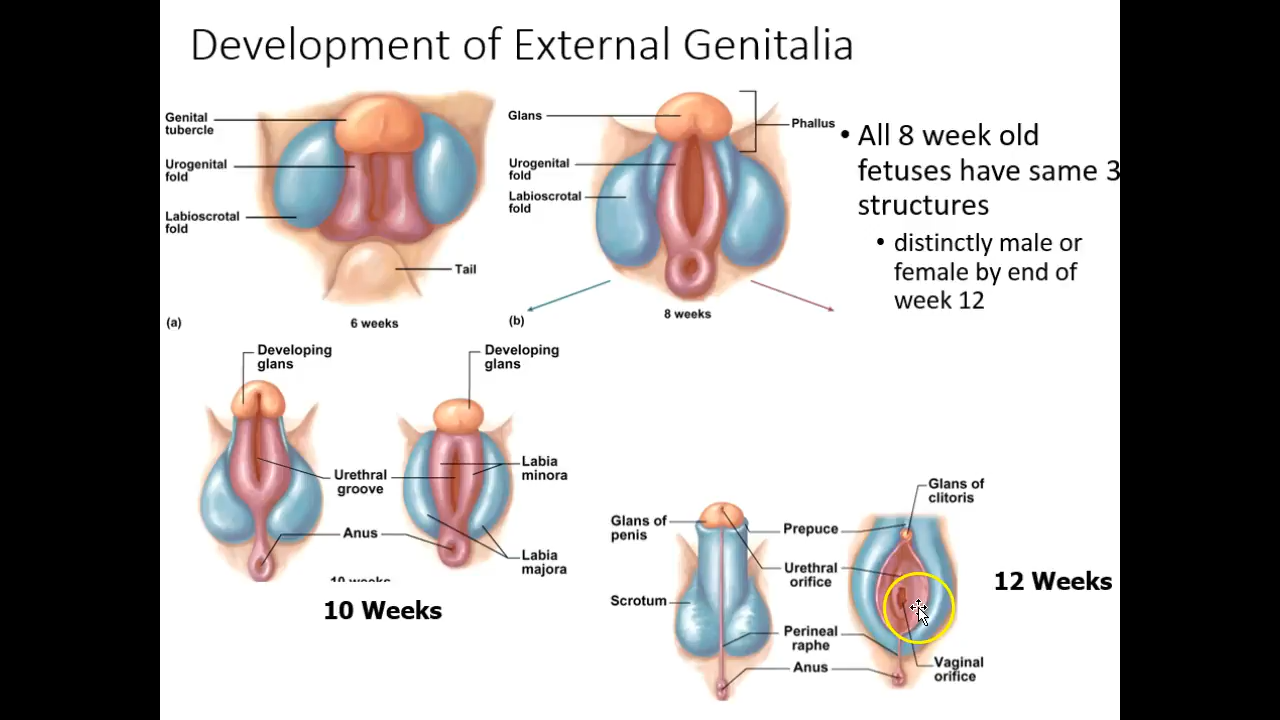 Development of External Genitalia
Genital
tubercle
Urogenital
fold
Labioscrotal
fold
Tail
(a)
6 weeks
Glans
Phallus
Urogenital
fold
Labioscrotal
fold
(b)
8 weeks
• All 8 week old
fetuses have same 3
structures
• distinctly male or
female by end of
week 12
Developing
glans
Developing
glans
Urethral
groove
Labia
minora
Anus
Labia
majora
10 weeks
10 Weeks
Glans of
penis
Prepuce
Glans of
clitoris
Urethral
orifice
Scrotum
Perineal
raphe
Anus
Vaginal
orifice
12 Weeks